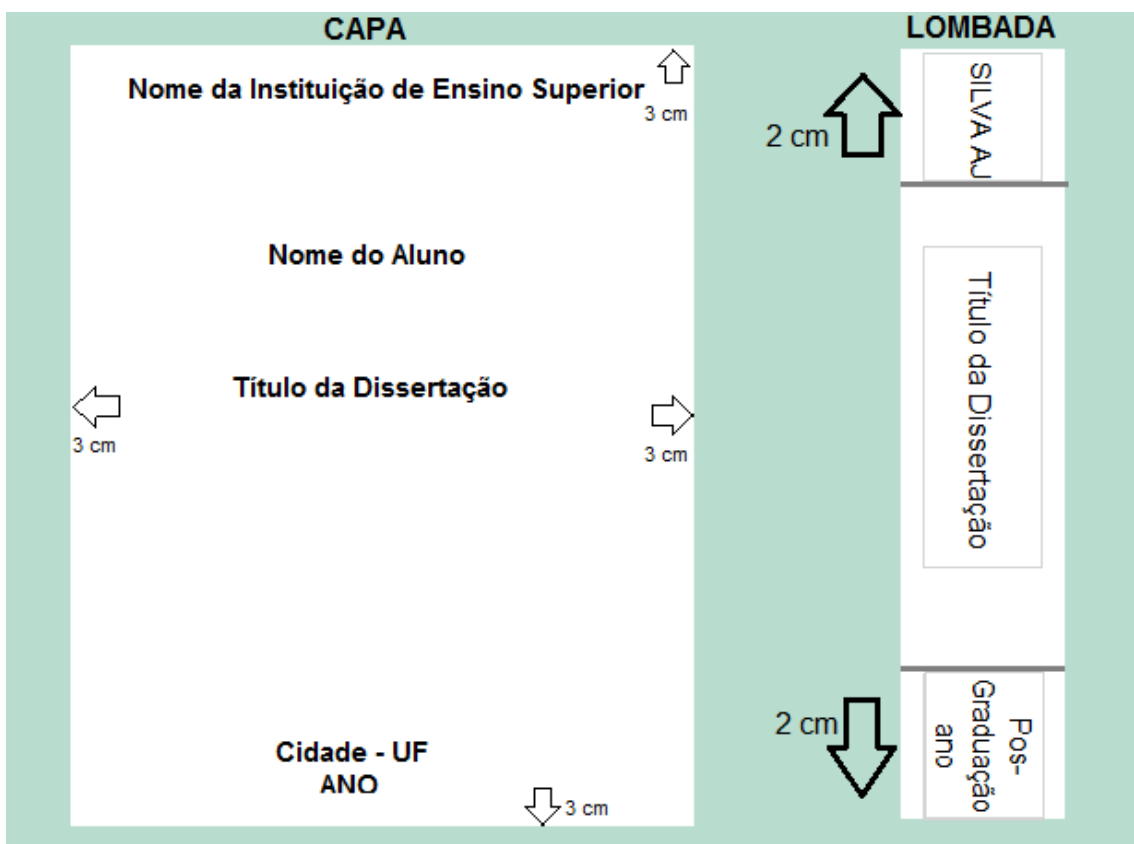 CAPA
Nome da Instituição de Ensino Superior
3 cm
Nome do Aluno
Título da Dissertação
3 cm
3 cm
Cidade - UF
ANO
3 cm
LOMBADA
2 cm
SILVA AJ
Título da Dissertação
2 cm
Pos-
Graduação
ano